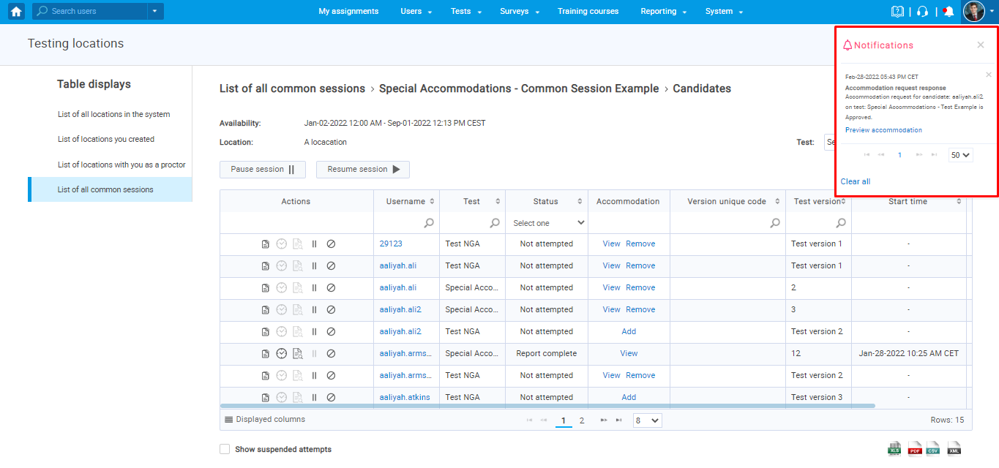 Search users
My assignments Users Tests Surveys Training courses Reporting System
Testing locations
Notifications
Feb-28-2022 05:43 PM CET
Accommodation request response
Accommodation request for candidate: aaliyah.ali2
on test: Special Accommodations - Test Example is
Approved.
Preview accommodation
1 50
Clear all
Table displays
List of all locations in the system
List of locations you created
List of locations with you as a proctor
List of all common sessions
List of all common sessions > Special Accommodations - Common Session Example > Candidates
Availability: Jan-02-2022 12:00 AM - Sep-01-2022 12:13 PM CEST
Location: A locacation
Test: Se
Pause session Resume session
Actions Username Test Status Accommodation Version unique code Test version Start time
Select one
29123 Test NGA Not attempted View Remove Test version 1 -
aaliyah.ali Test NGA Not attempted View Remove Test version 1 -
aaliyah.ali Special Acco... Not attempted View Remove 2 -
aaliyah.ali2 Special Acco... Not attempted View Remove 3 -
aaliyah.ali2 Test NGA Not attempted Add Test version 2 -
aaliyah.arms... Special Acco... Report complete View 12 Jan-28-2022 10:25 AM CET
aaliyah.arms... Test NGA Not attempted View Remove Test version 2 -
aaliyah.atkins Test NGA Not attempted Add Test version 3 -
Displayed columns 1 2 8 Rows: 15
Show suspended attempts
XLS PDF CSV XML